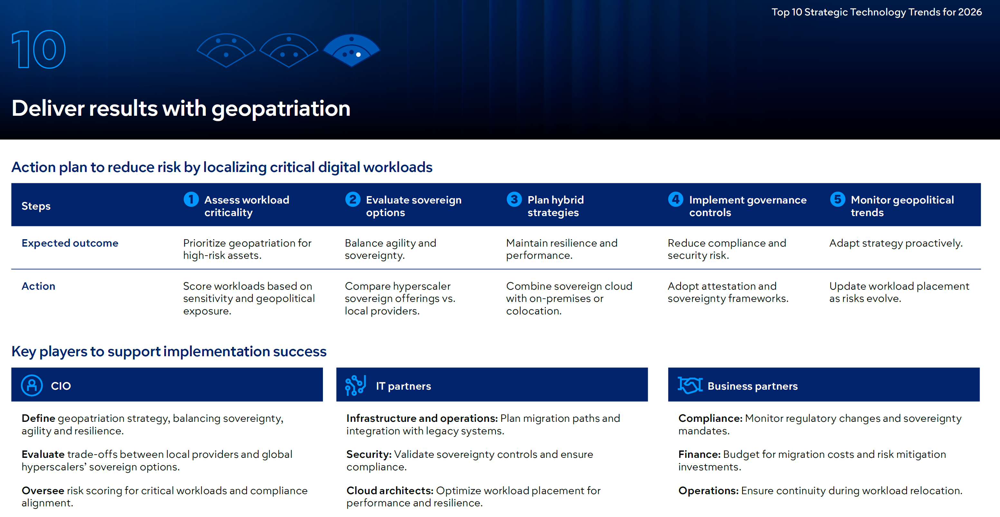 Top 10 Strategic Technology Trends for 2026
10
Deliver results with geopatriation
Action plan to reduce risk by localizing critical digital workloads
Steps
1 Assess workload
criticality
2 Evaluate sovereign
options
3 Plan hybrid
strategies
4 Implement governance
controls
5 Monitor geopolitical
trends
Expected outcome
Prioritize geopatriation for
high-risk assets.
Balance agility and
sovereignty.
Maintain resilience and
performance.
Reduce compliance and
security risk.
Adapt strategy proactively.
Action
Score workloads based on
sensitivity and geopolitical
exposure.
Compare hyperscaler
sovereign offerings vs.
local providers.
Combine sovereign cloud
with on-premises or
colocation.
Adopt attestation and
sovereignty frameworks.
Update workload placement
as risks evolve.
Key players to support implementation success
CIO
Define geopatriation strategy, balancing sovereignty,
agility and resilience.
Evaluate trade-offs between local providers and global
hyperscalers’ sovereign options.
Oversee risk scoring for critical workloads and compliance
alignment.
IT partners
Infrastructure and operations: Plan migration paths and
integration with legacy systems.
Security: Validate sovereignty controls and ensure
compliance.
Cloud architects: Optimize workload placement for
performance and resilience.
Business partners
Compliance: Monitor regulatory changes and sovereignty
mandates.
Finance: Budget for migration costs and risk mitigation
investments.
Operations: Ensure continuity during workload relocation.